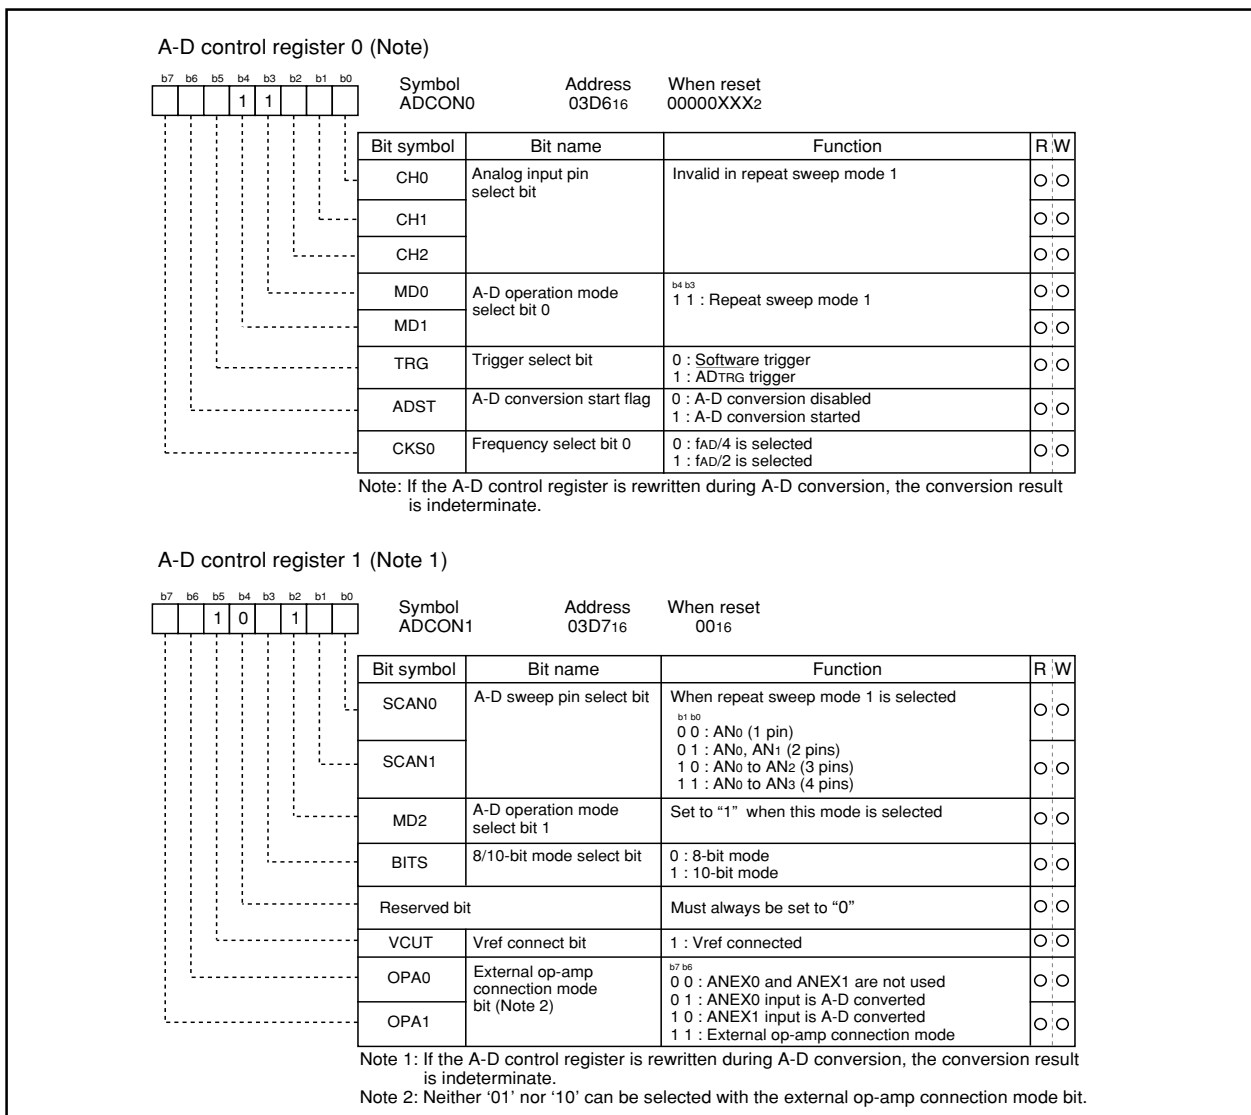 A-D control register 0 (Note)
b7 b6 b5 b4 b3 b2 b1 b0
1 1
Symbol Address When reset
ADCON0 03D616 00000XXX2
Bit symbol Bit name Function R W
CH0 Analog input pin select bit Invalid in repeat sweep mode 1
CH1
CH2
MD0 A-D operation mode select bit 0 b4 b3
1 1 : Repeat sweep mode 1
MD1
TRG Trigger select bit 0 : Software trigger
1 : ADTRG trigger
ADST A-D conversion start flag 0 : A-D conversion disabled
1 : A-D conversion started
CKS0 Frequency select bit 0 0 : fAD/4 is selected
1 : fAD/2 is selected
Note: If the A-D control register is rewritten during A-D conversion, the conversion result
is indeterminate.
A-D control register 1 (Note 1)
b7 b6 b5 b4 b3 b2 b1 b0
1 0 1
Symbol Address When reset
ADCON1 03D716 0016
Bit symbol Bit name Function R W
SCAN0 A-D sweep pin select bit When repeat sweep mode 1 is selected
b1 b0
0 0 : AN0 (1 pin)
0 1 : AN0, AN1 (2 pins)
SCAN1 1 0 : AN0 to AN2 (3 pins)
1 1 : AN0 to AN3 (4 pins)
MD2 A-D operation mode select bit 1 Set to “1” when this mode is selected
BITS 8/10-bit mode select bit 0 : 8-bit mode
1 : 10-bit mode
Reserved bit Must always be set to “0”
VCUT Vref connect bit 1 : Vref connected
OPA0 External op-amp connection mode bit (Note 2) b7 b6
0 0 : ANEX0 and ANEX1 are not used
0 1 : ANEX0 input is A-D converted
OPA1 1 0 : ANEX1 input is A-D converted
1 1 : External op-amp connection mode
Note 1: If the A-D control register is rewritten during A-D conversion, the conversion result
is indeterminate.
Note 2: Neither ‘01’ nor ‘10’ can be selected with the external op-amp connection mode bit.